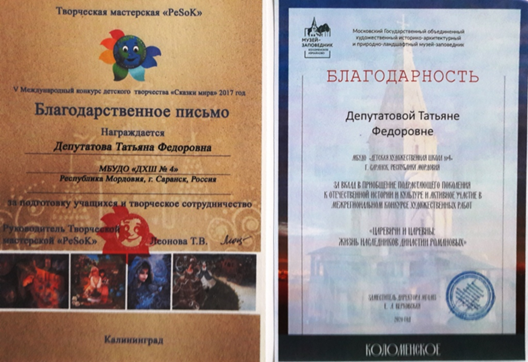 Творческая мастерская «PeSoK»
V Международный конкурс детского творчества «Сказки мира» 2017 год
Благодарственное письмо
Награждается
Депутатова Татьяна Федоровна
МБУДО «ДХШ № 4»
Республика Мордовия, г. Саранск, Россия
за подготовку учащихся и творческое сотрудничество
Руководитель Творческой
мастерской «PeSoK» Леонова Т.В.
Калининград
МУЗЕЙ-
ЗАПОВЕДНИК
Московский Государственный объединенный
художественный историко-архитектурный
и природно-ландшафтный музей-заповедник
БЛАГОДАРНОСТЬ
Депутатовой Татьяне
Федоровне
МБУДО «ДЕТСКАЯ ХУДОЖЕСТВЕННАЯ ШКОЛА №4»
Г. САРАНСК, РЕСПУБЛИКА МОРДОВИЯ
ЗА ВКЛАД В ПРИОБЩЕНИЕ ПОДРАСТАЮЩЕГО ПОКОЛЕНИЯ
К ОТЕЧЕСТВЕННОЙ ИСТОРИИ И КУЛЬТУРЕ И АКТИВНОЕ УЧАСТИЕ В
МЕЖРЕГИОНАЛЬНОМ КОНКУРСЕ ХУДОЖЕСТВЕННЫХ РАБОТ
«ЦАРЕВИЧИ И ЦАРЕВНЫ:
ЖИЗНЬ НАСЛЕДНИКОВ ДИНАСТИИ РОМАНОВЫХ»
ЗАМЕСТИТЕЛЬ ДИРЕКТОРА
КОЛОМЕНСКОЕ